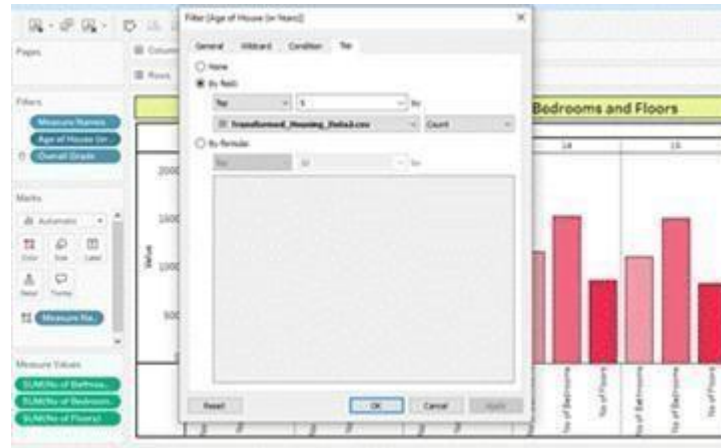 Filter [Age of House (in Years)]
Pages
Filters
Measure Names
Age of House (in ...
Overall Grade
Marks
Automatic
Color
Size
Label
Detail
Tooltip
Measure Na..
Measure Values
SUM(No of Bathroo..
SUM(No of Bedroom..
SUM(No of Floors)
Rows
General
Wildcard
Condition
Top
None
By field:
Top
5
by
Transformed_Housing_Data2.csv
Count
By formula:
Top
10
by
Reset
OK
Cancel
Apply
Bedrooms and Floors
14
15
Value
No of Bedrooms
No of Floors
No of Bathrooms
No of Bedrooms
No of Floors